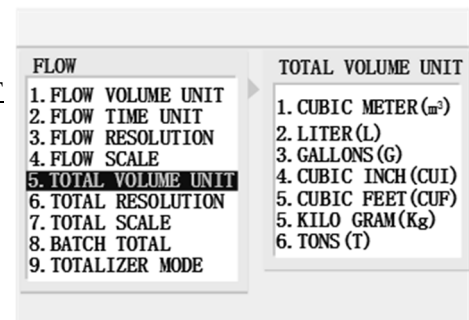 FLOW
1. FLOW VOLUME UNIT
2. FLOW TIME UNIT
3. FLOW RESOLUTION
4. FLOW SCALE
5. TOTAL VOLUME UNIT
6. TOTAL RESOLUTION
7. TOTAL SCALE
8. BATCH TOTAL
9. TOTALIZER MODE
TOTAL VOLUME UNIT
1. CUBIC METER(m³)
2. LITER(L)
3. GALLONS(G)
4. CUBIC INCH(CUI)
5. CUBIC FEET(CUF)
5. KILO GRAM(Kg)
6. TONS(T)